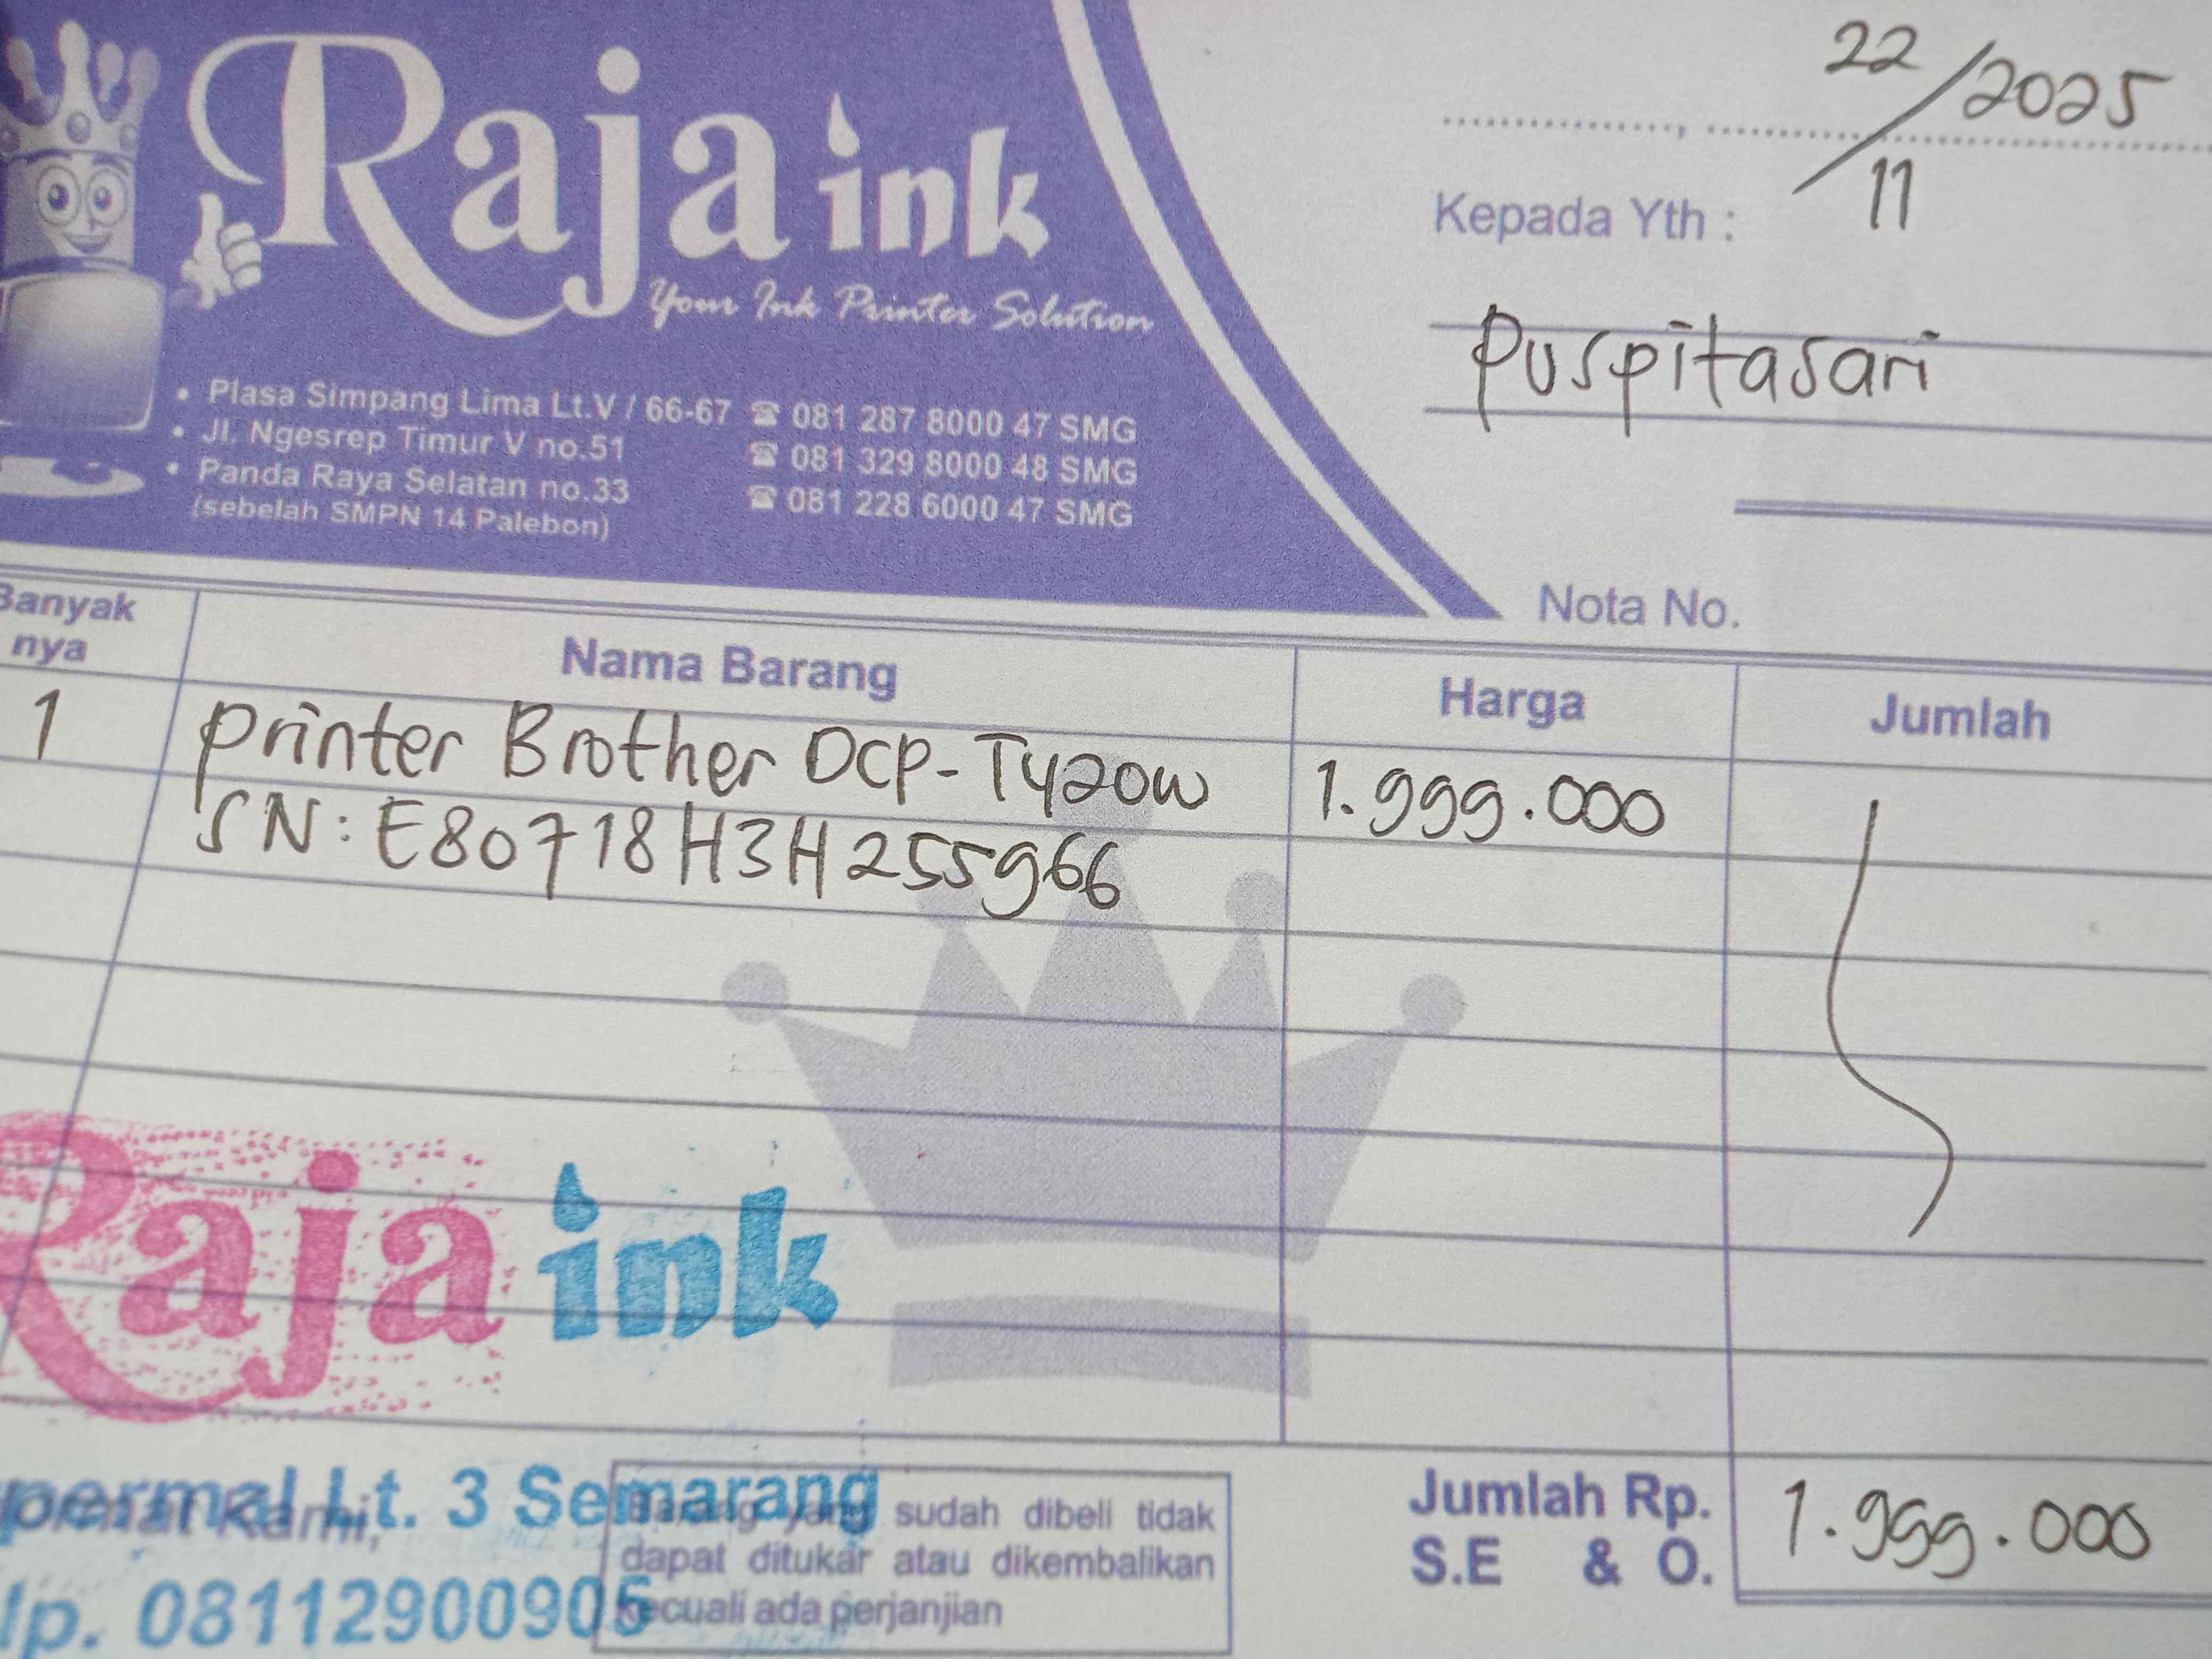 Raja ink
Your Ink Printer Solution
• Plasa Simpang Lima Lt.V / 66-67 ☎ 081 287 8000 47 SMG
• Jl. Ngesrep Timur V no.51 ☎ 081 329 8000 48 SMG
• Panda Raya Selatan no.33 ☎ 081 228 6000 47 SMG
(sebelah SMPN 14 Palebon)
22/11/2025
Kepada Yth :
Puspitasari
Nota No.
Banyak nya Nama Barang Harga Jumlah
1 Printer Brother DCP-T420W 1.999.000
SN: E80718H3H255966
Raja ink
permal Lt. 3 Semarang
Kami,
lp. 08112900905
Barang yang sudah dibeli tidak
dapat ditukar atau dikembalikan
kecuali ada perjanjian
Jumlah Rp. 1.999.000
S.E & O.